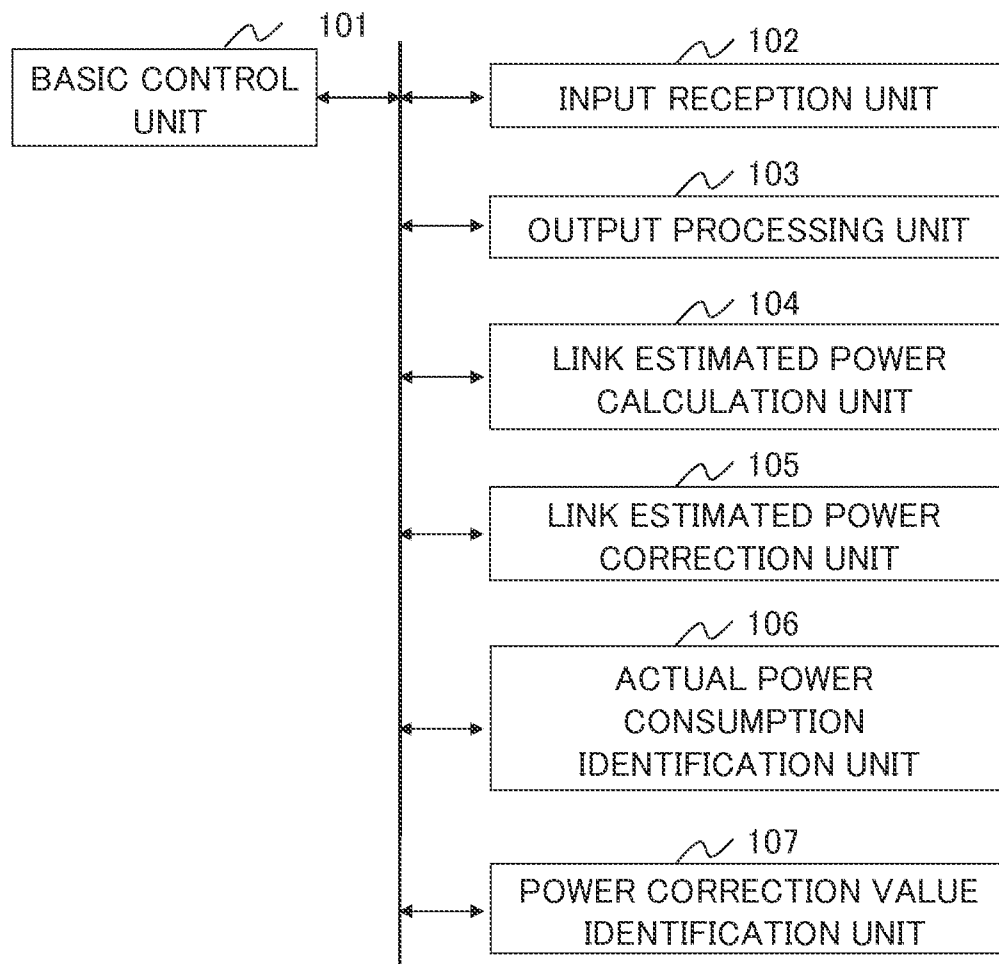 101
BASIC CONTROL
UNIT
102
INPUT RECEPTION UNIT
103
OUTPUT PROCESSING UNIT
104
LINK ESTIMATED POWER
CALCULATION UNIT
105
LINK ESTIMATED POWER
CORRECTION UNIT
106
ACTUAL POWER
CONSUMPTION
IDENTIFICATION UNIT
107
POWER CORRECTION VALUE
IDENTIFICATION UNIT